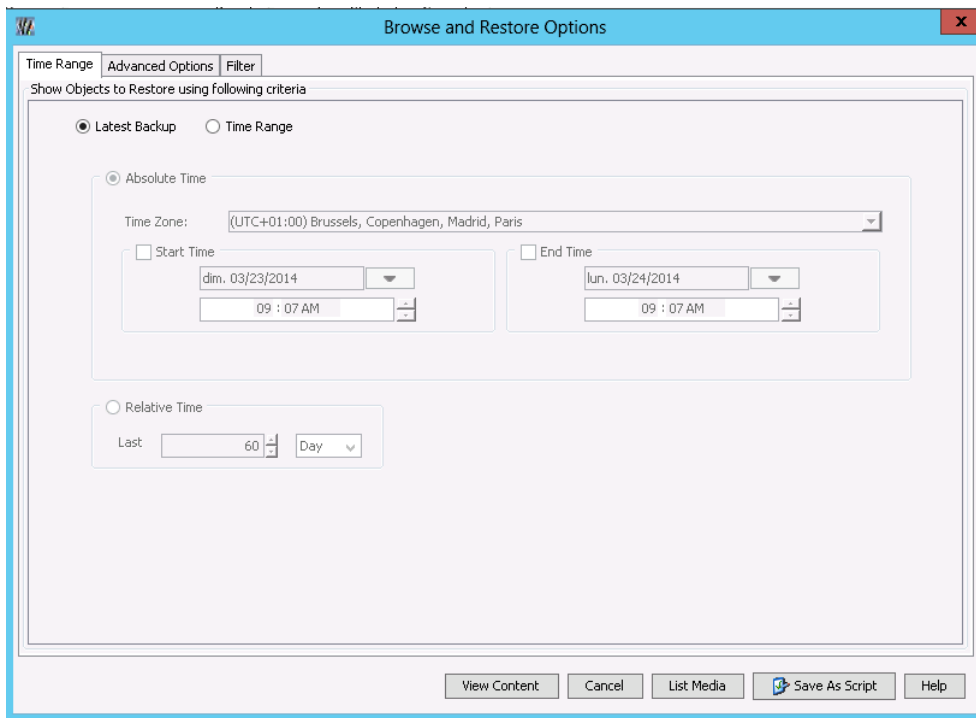 Browse and Restore Options
x
Time Range Advanced Options Filter
Show Objects to Restore using following criteria
Latest Backup Time Range
Absolute Time
Time Zone: (UTC+01:00) Brussels, Copenhagen, Madrid, Paris
Start Time End Time
dim. 03/23/2014 lun. 03/24/2014
09 : 07 AM 09 : 07 AM
Relative Time
Last 60 Day
View Content Cancel List Media Save As Script Help